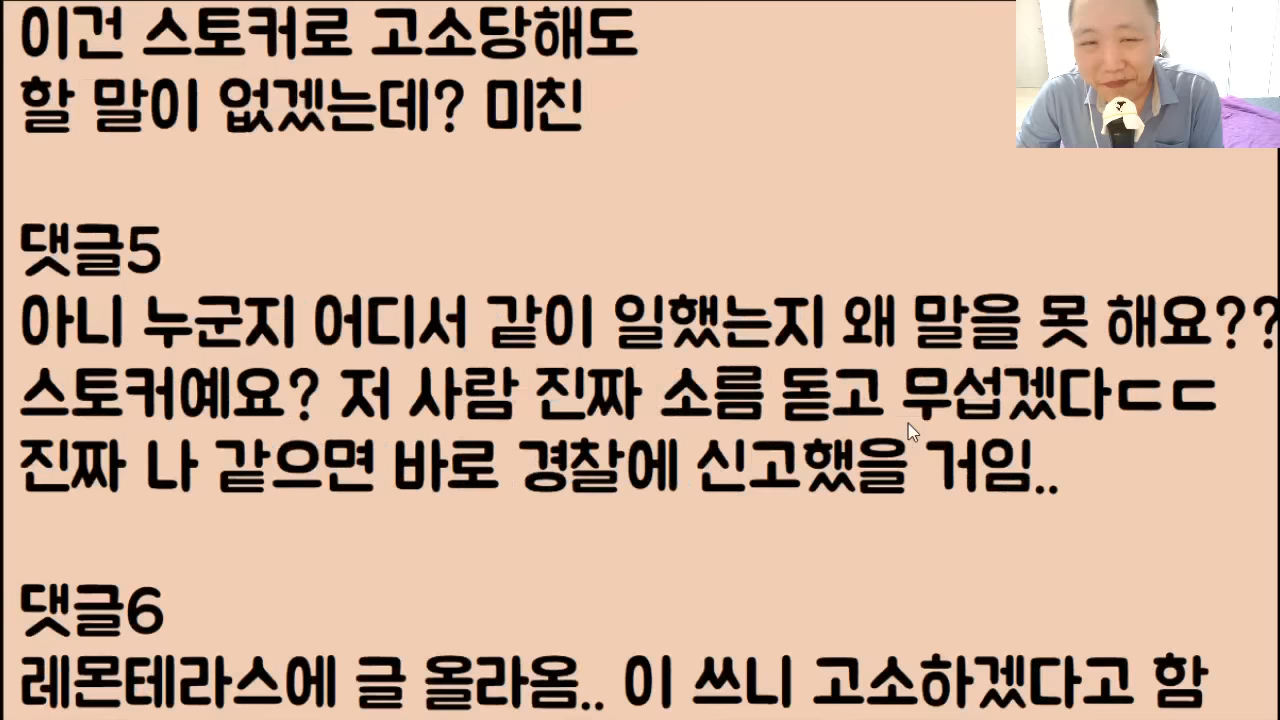 이건 스토커로 고소당해도
할 말이 없겠는데? 미친
댓글5
아니 누군지 어디서 같이 일했는지 왜 말을 못 해요??
스토커예요? 저 사람 진짜 소름 돋고 무섭겠다ㄷㄷ
진짜 나 같으면 바로 경찰에 신고했을 거임..
댓글6
레몬테라스에 글 올라옴.. 이 쓰니 고소하겠다고 함